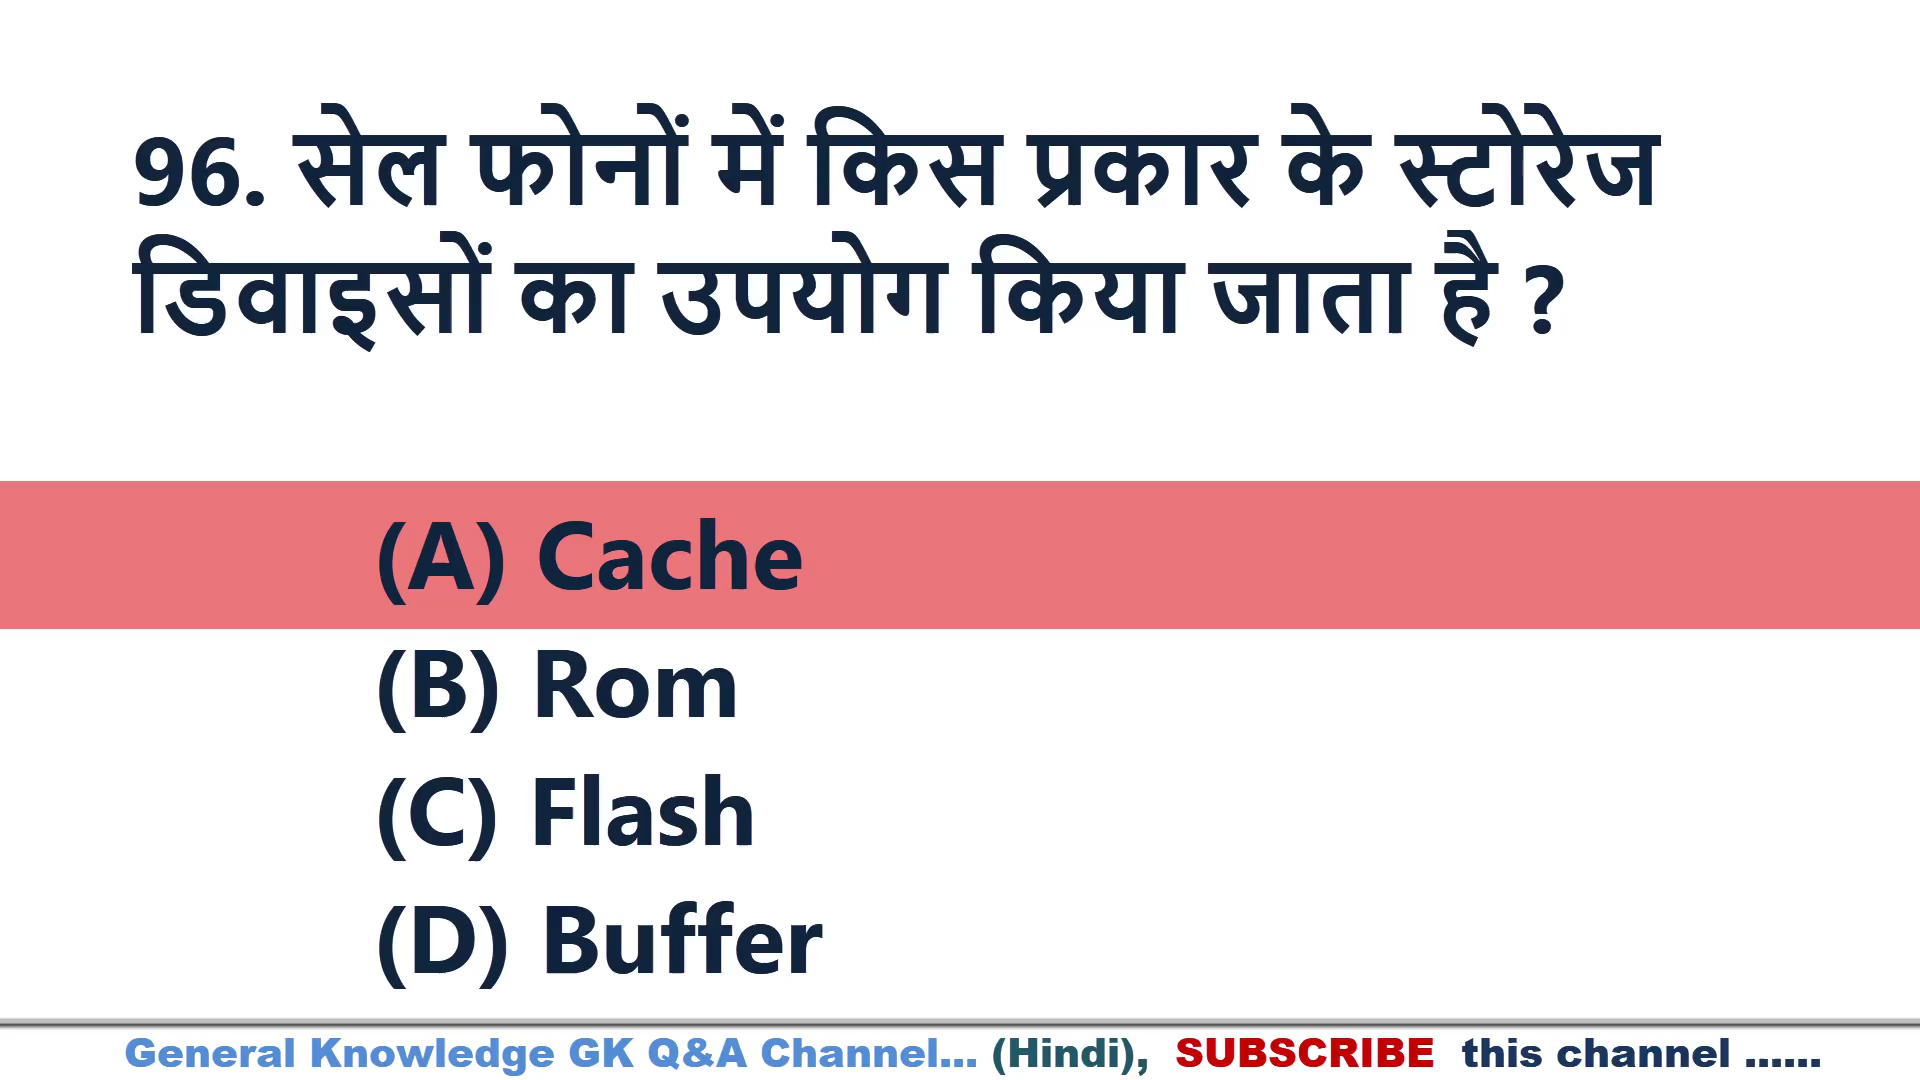 96. सेल फोनों में किस प्रकार के स्टोरेज
डिवाइसों का उपयोग किया जाता है ?
(A) Cache
(B) Rom
(C) Flash
(D) Buffer
General Knowledge GK Q&A Channel... (Hindi), SUBSCRIBE this channel ......